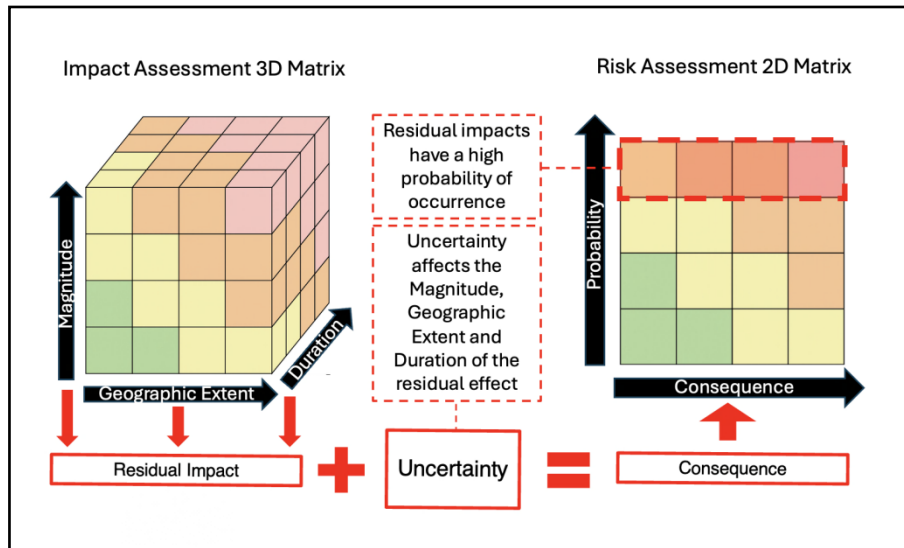 Impact Assessment 3D Matrix
Risk Assessment 2D Matrix
Residual impacts
have a high
probability of
occurrence
Uncertainty
affects the
Magnitude,
Geographic
Extent and
Duration of the
residual effect
Magnitude
Geographic Extent
Duration
Probability
Consequence
Residual Impact
+
Uncertainty
=
Consequence